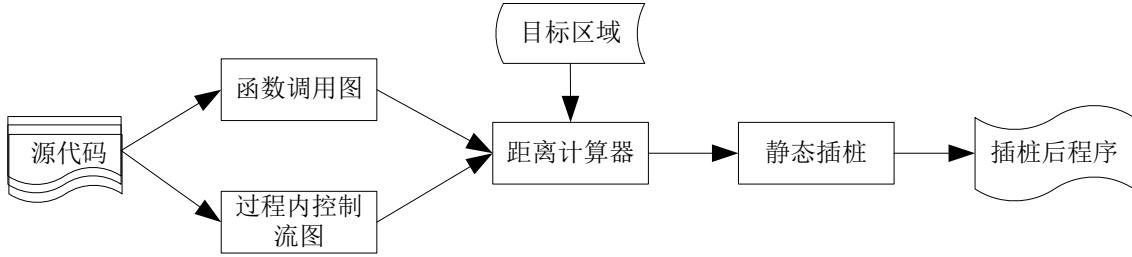 目标区域
函数调用图
源代码
距离计算器
静态插桩
插桩后程序
过程内控制
流图